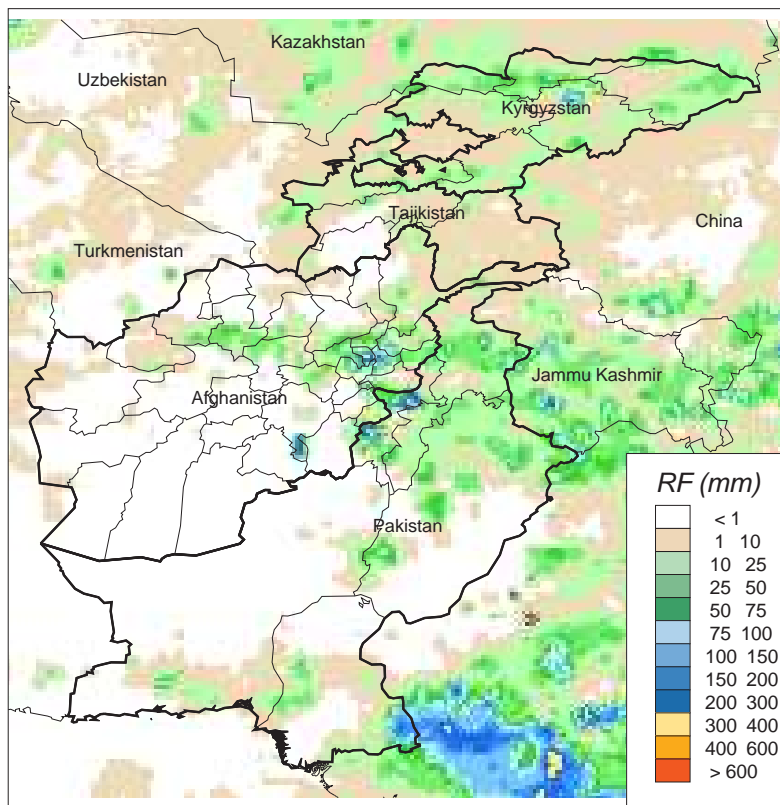 Kazakhstan
Uzbekistan
Kyrgyzstan
Tajikistan
China
Turkmenistan
Jammu Kashmir
Afghanistan
Pakistan
RF (mm)
< 1
1 10
10 25
25 50
50 75
75 100
100 150
150 200
200 300
300 400
400 600
> 600